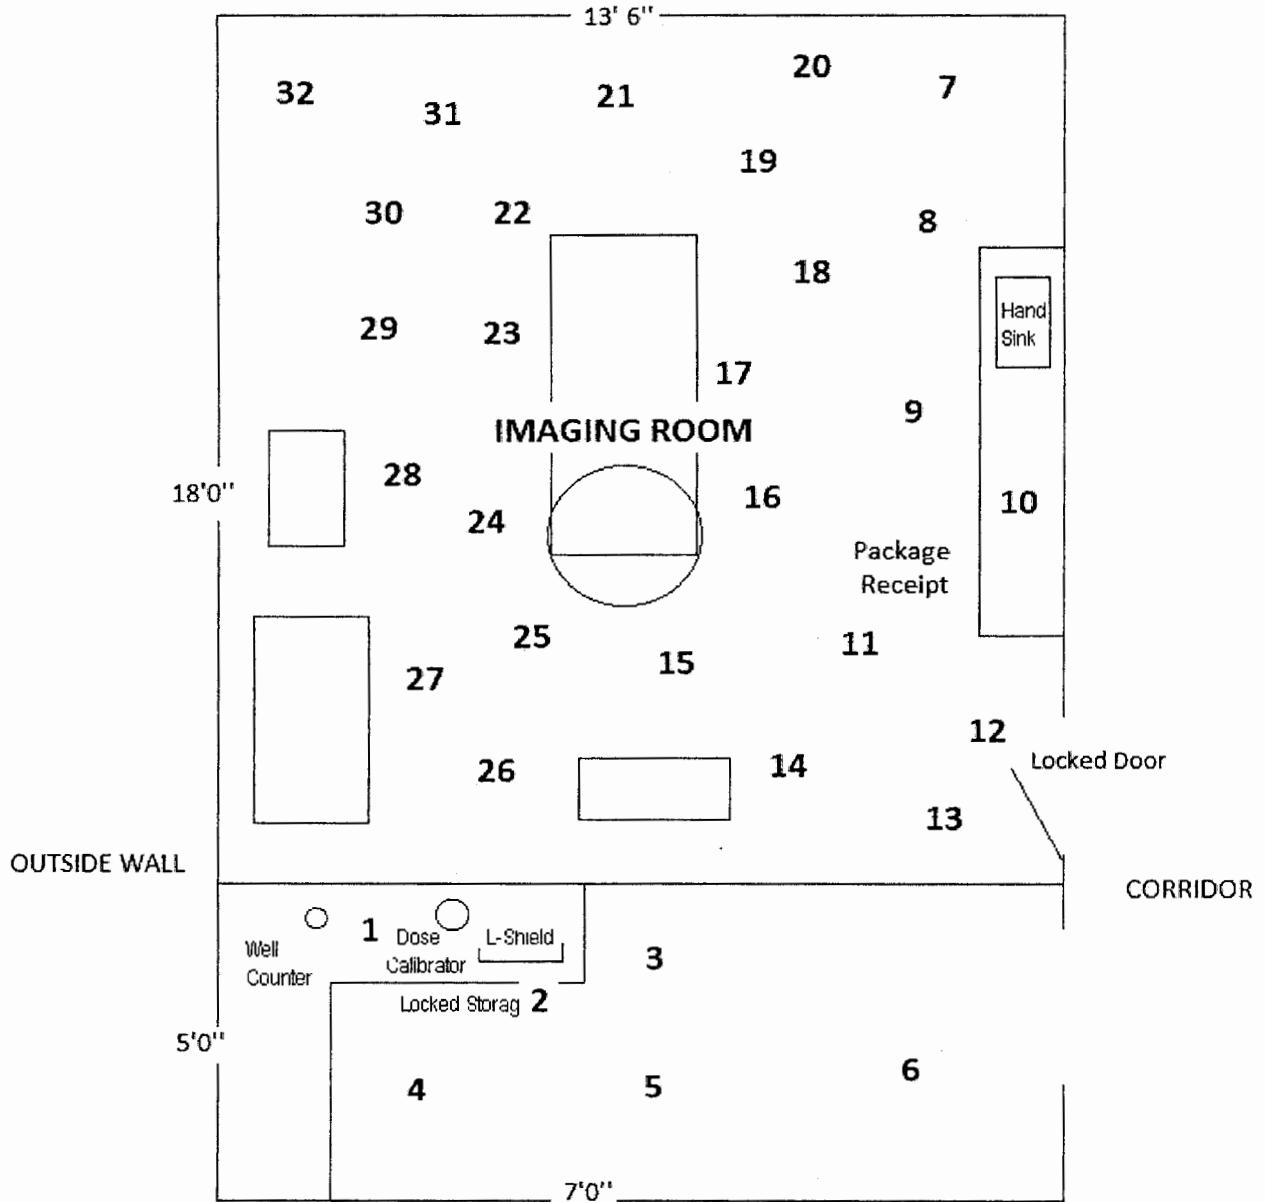 13' 6"
20
32
31
21
7
19
30
22
8
18
Hand
Sink
29
23
17
9
IMAGING ROOM
28
18'0"
24
16
10
Package
Receipt
25
15
11
27
12
Locked Door
26
14
13
OUTSIDE WALL
CORRIDOR
1
Dose
Calibrator
L-Shield
Well
Counter
3
Locked Storag
2
5'0"
4
5
6
7'0"